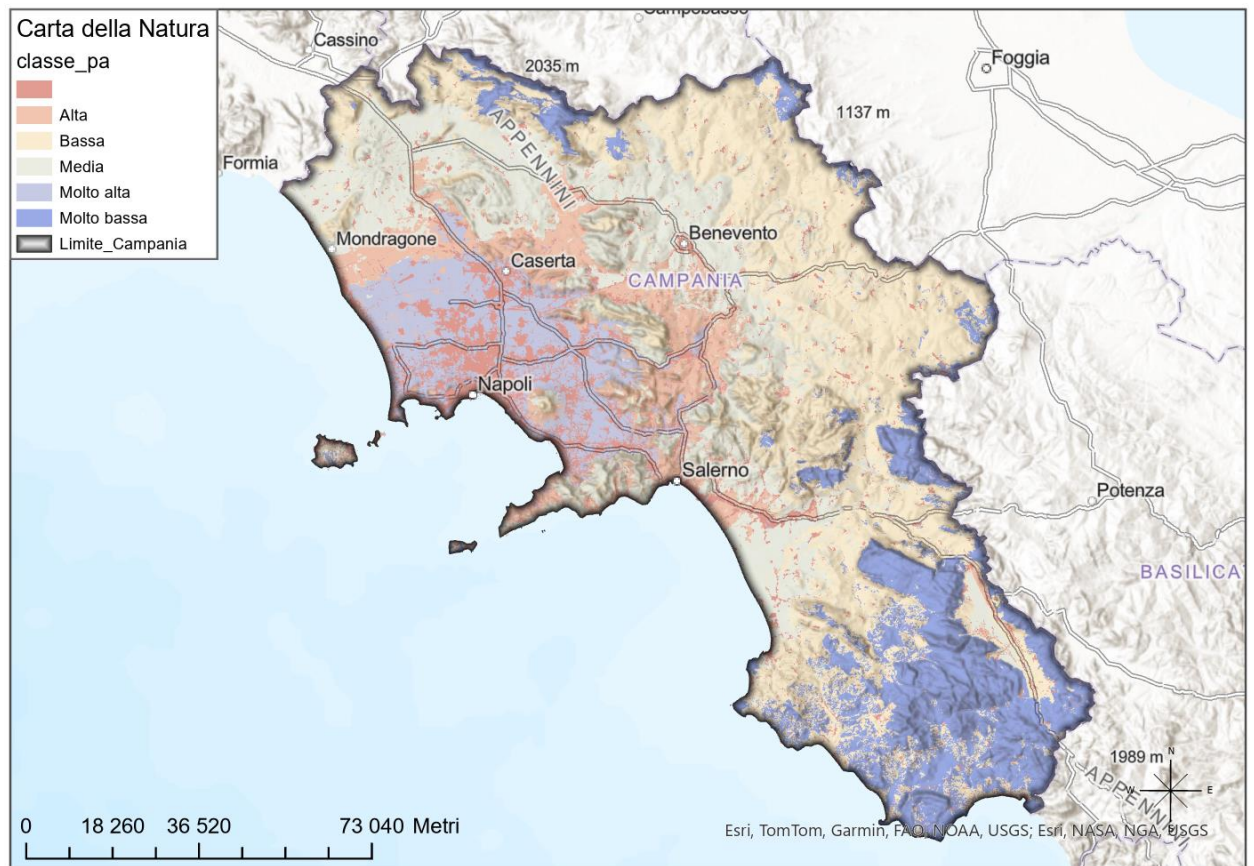 Carta della Natura
classe_pa
Alta
Bassa
Media
Molto alta
Molto bassa
Limite_Campania
Campobasso
Cassino
2035 m
Foggia
1137 m
APPENNINI
Formia
Mondragone
Benevento
Caserta
CAMPANIA
Napoli
Salerno
Potenza
BASILICA
1989 m
N
W E
S
APPENNINI
0 18 260 36 520 73 040 Metri
Esri, TomTom, Garmin, FAO, NOAA, USGS; Esri, NASA, NGA, USGS